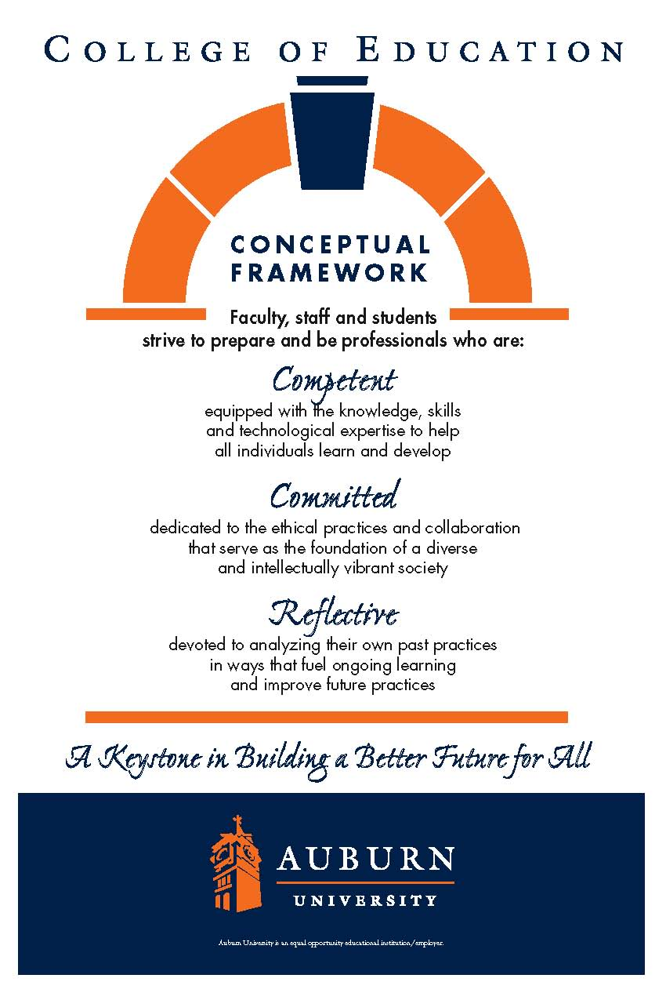 COLLEGE OF EDUCATION
CONCEPTUAL
FRAMEWORK
Faculty, staff and students
strive to prepare and be professionals who are:
Competent
equipped with the knowledge, skills
and technological expertise to help
all individuals learn and develop
Committed
dedicated to the ethical practices and collaboration
that serve as the foundation of a diverse
and intellectually vibrant society
Reflective
devoted to analyzing their own past practices
in ways that fuel ongoing learning
and improve future practices
A Keystone in Building a Better Future for All
AUBURN
UNIVERSITY
Auburn University is an equal opportunity educational institution/employer.